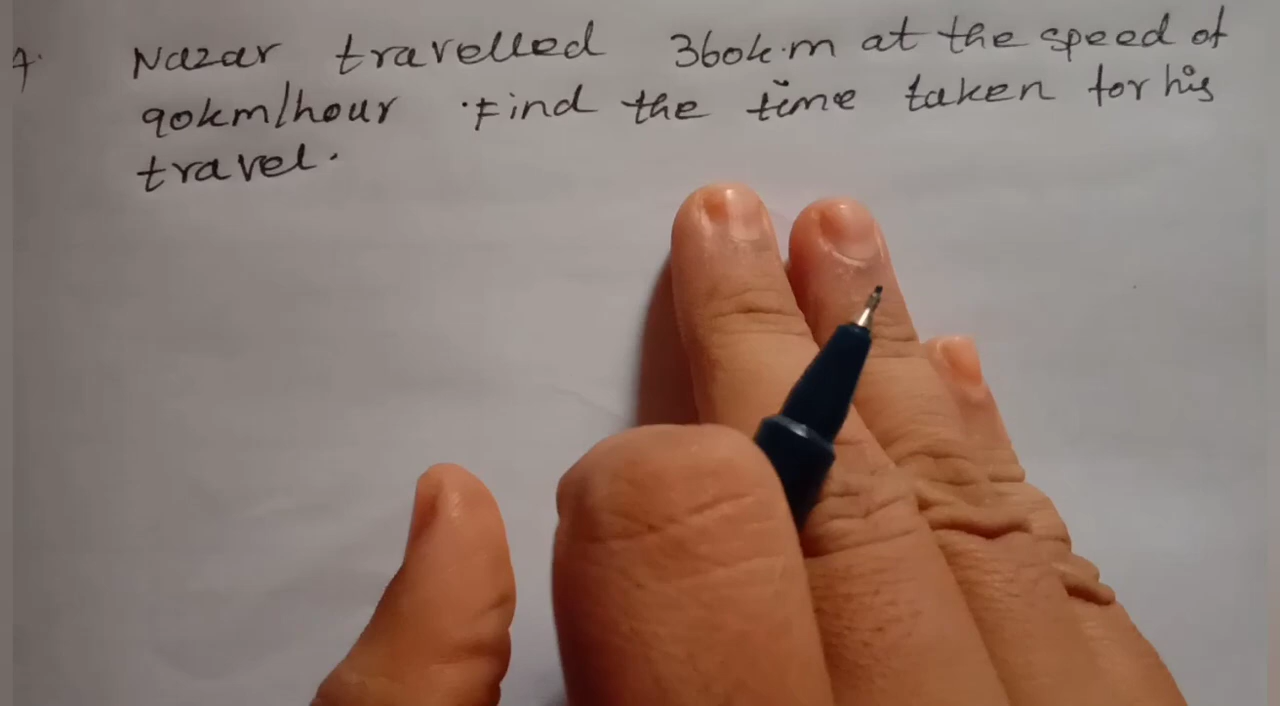 7. Nazar travelled 360k.m at the speed of
90km/hour. Find the time taken for his
travel.